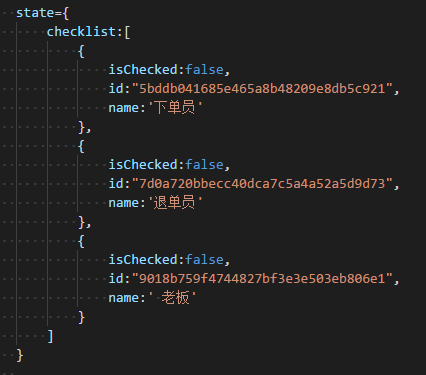 state={
checklist:[
{
isChecked:false,
id:"5bddb041685e465a8b48209e8db5c921",
name:'下单员'
},
{
isChecked:false,
id:"7d0a720bbecc40dca7c5a4a52a5d9d73",
name:'退单员'
},
{
isChecked:false,
id:"9018b759f4744827bf3e3e503eb806e1",
name:' 老板'
}
]
}